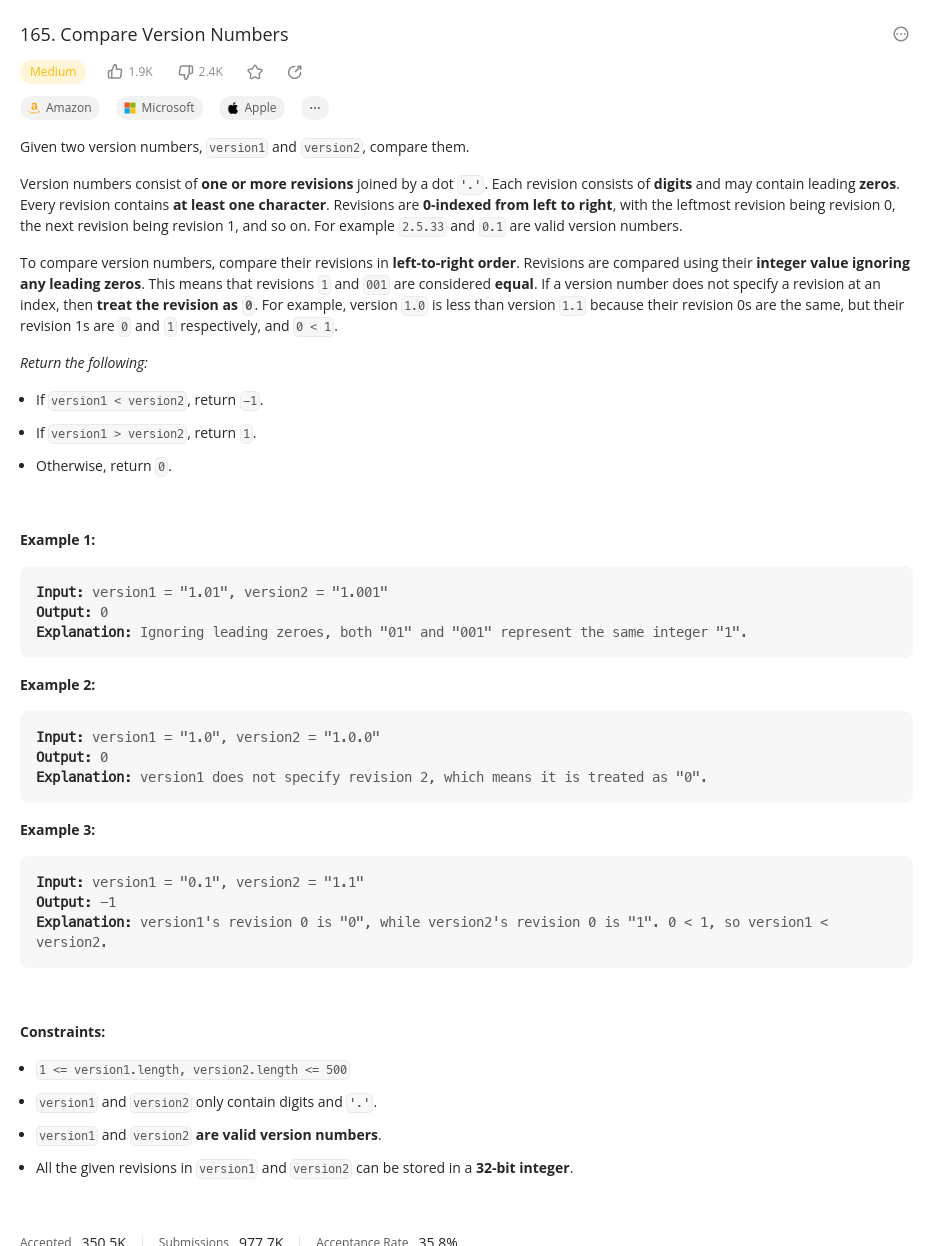 165. Compare Version Numbers
Medium 1.9K 2.4K
Amazon Microsoft Apple ...
Given two version numbers, version1 and version2, compare them.
Version numbers consist of one or more revisions joined by a dot '.'. Each revision consists of digits and may contain leading zeros.
Every revision contains at least one character. Revisions are 0-indexed from left to right, with the leftmost revision being revision 0,
the next revision being revision 1, and so on. For example 2.5.33 and 0.1 are valid version numbers.
To compare version numbers, compare their revisions in left-to-right order. Revisions are compared using their integer value ignoring
any leading zeros. This means that revisions 1 and 001 are considered equal. If a version number does not specify a revision at an
index, then treat the revision as 0. For example, version 1.0 is less than version 1.1 because their revision 0s are the same, but their
revision 1s are 0 and 1 respectively, and 0 < 1.
Return the following:
• If version1 < version2, return -1.
• If version1 > version2, return 1.
• Otherwise, return 0.
Example 1:
Input: version1 = "1.01", version2 = "1.001"
Output: 0
Explanation: Ignoring leading zeroes, both "01" and "001" represent the same integer "1".
Example 2:
Input: version1 = "1.0", version2 = "1.0.0"
Output: 0
Explanation: version1 does not specify revision 2, which means it is treated as "0".
Example 3:
Input: version1 = "0.1", version2 = "1.1"
Output: -1
Explanation: version1's revision 0 is "0", while version2's revision 0 is "1". 0 < 1, so version1 <
version2.
Constraints:
• 1 <= version1.length, version2.length <= 500
• version1 and version2 only contain digits and '.'.
• version1 and version2 are valid version numbers.
• All the given revisions in version1 and version2 can be stored in a 32-bit integer.
Accepted 350.5K Submissions 977.7K Acceptance Rate 35.8%